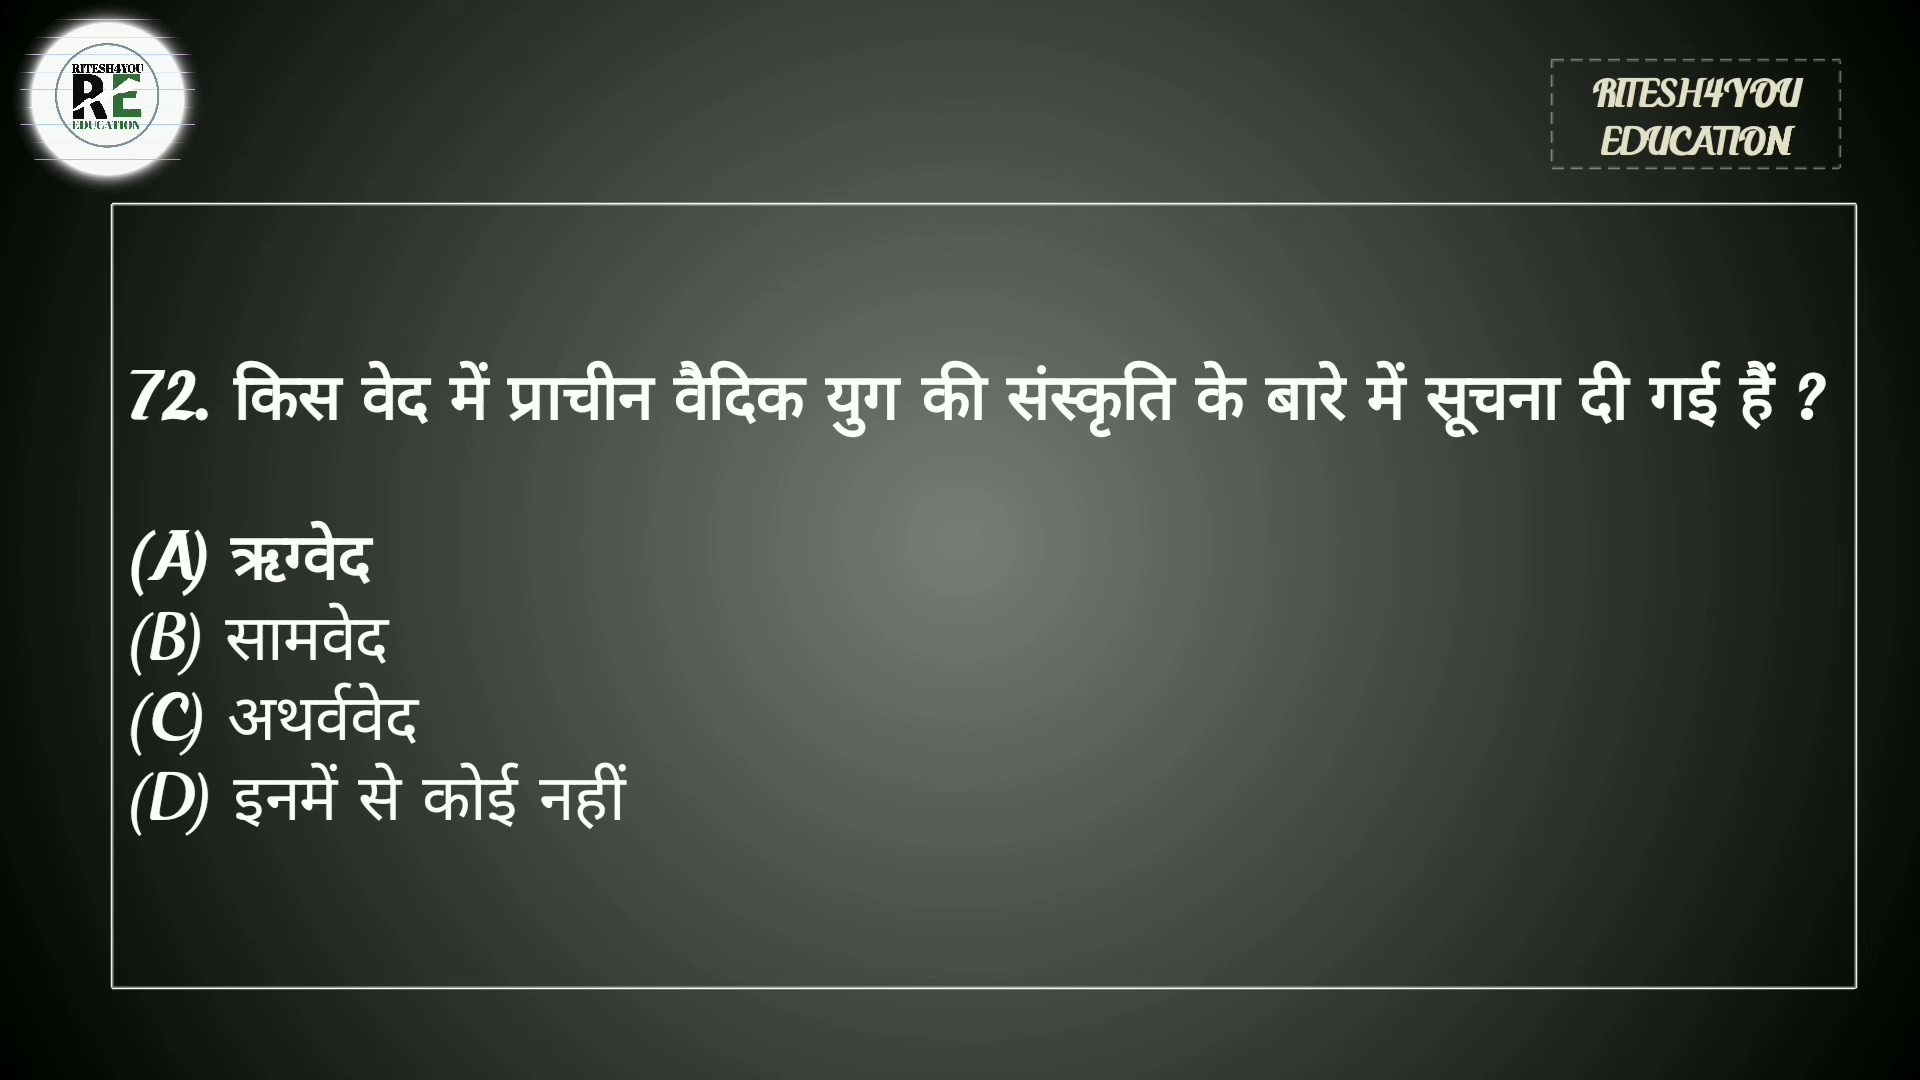 RITESH4YOU
RE
EDUCATION
RITESH4YOU
EDUCATION
72. किस वेद में प्राचीन वैदिक युग की संस्कृति के बारे में सूचना दी गई हैं ?
(A) ऋग्वेद
(B) सामवेद
(C) अथर्ववेद
(D) इनमें से कोई नहीं